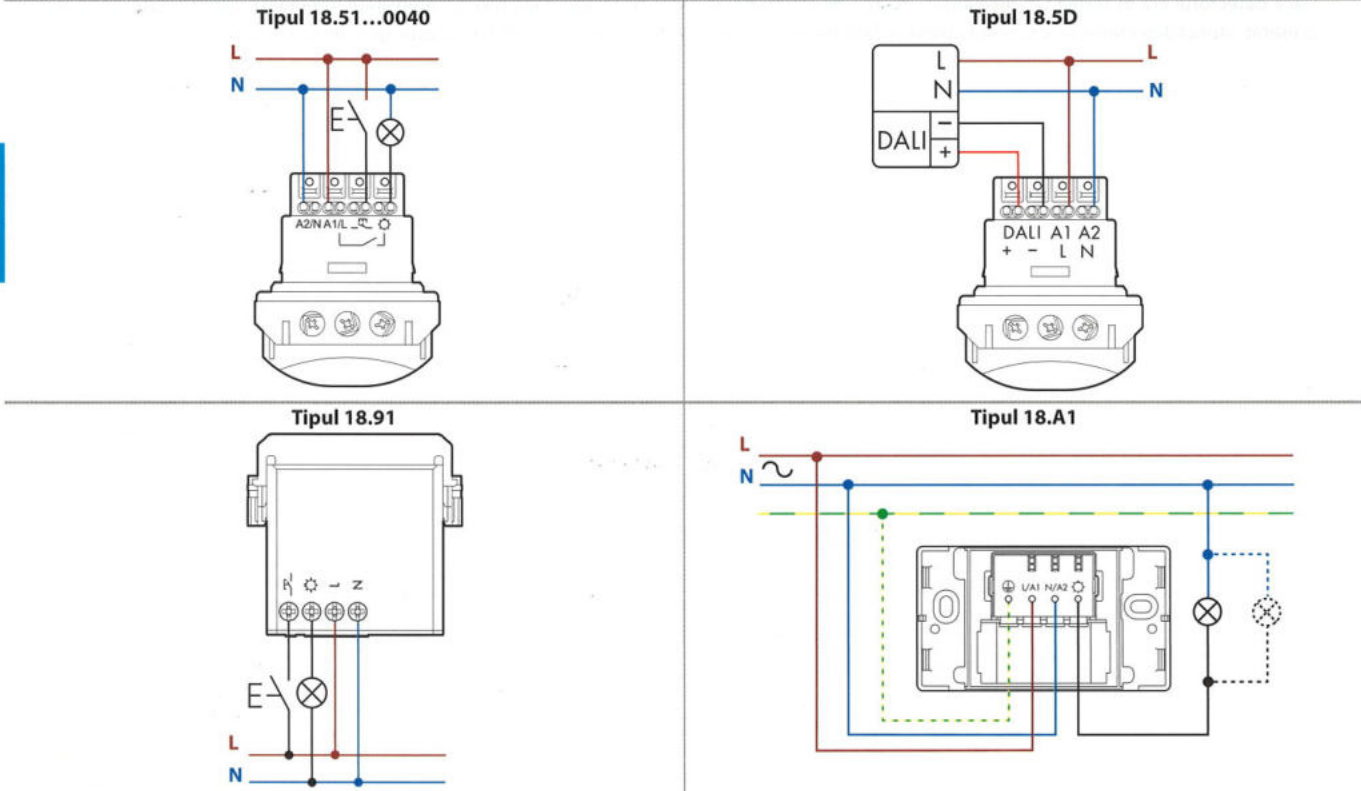 Tipul 18.51...0040
L
N
A2/N A1/L
Tipul 18.5D
L
N
DALI
−
+
L
N
DALI A1 A2
+ − L N
Tipul 18.91
L N
L
N
Tipul 18.A1
L
N
L/A1 N/A2